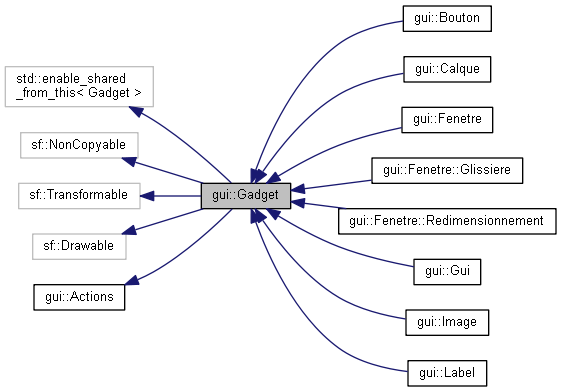 std::enable_shared
_from_this< Gadget >
sf::NonCopyable
sf::Transformable
sf::Drawable
gui::Actions
gui::Gadget
gui::Bouton
gui::Calque
gui::Fenetre
gui::Fenetre::Glissiere
gui::Fenetre::Redimensionnement
gui::Gui
gui::Image
gui::Label